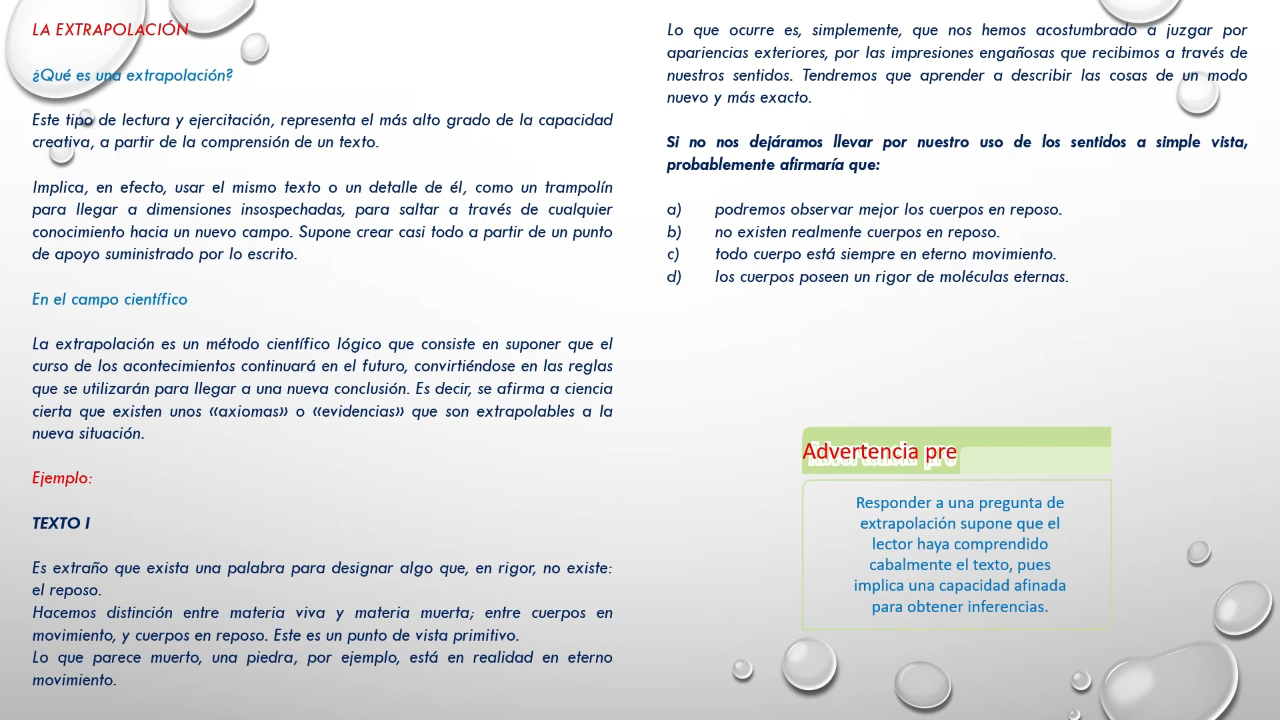 LA EXTRAPOLACIÓN
¿Qué es una extrapolación?
Este tipo de lectura y ejercitación, representa el más alto grado de la capacidad
creativa, a partir de la comprensión de un texto.
Implica, en efecto, usar el mismo texto o un detalle de él, como un trampolín
para llegar a dimensiones insospechadas, para saltar a través de cualquier
conocimiento hacia un nuevo campo. Supone crear casi todo a partir de un punto
de apoyo suministrado por lo escrito.
En el campo científico
La extrapolación es un método científico lógico que consiste en suponer que el
curso de los acontecimientos continuará en el futuro, convirtiéndose en las reglas
que se utilizarán para llegar a una nueva conclusión. Es decir, se afirma a ciencia
cierta que existen unos «axiomas» o «evidencias» que son extrapolables a la
nueva situación.
Ejemplo:
TEXTO I
Es extraño que exista una palabra para designar algo que, en rigor, no existe:
el reposo.
Hacemos distinción entre materia viva y materia muerta; entre cuerpos en
movimiento, y cuerpos en reposo. Este es un punto de vista primitivo.
Lo que parece muerto, una piedra, por ejemplo, está en realidad en eterno
movimiento.
Lo que ocurre es, simplemente, que nos hemos acostumbrado a juzgar por
apariencias exteriores, por las impresiones engañosas que recibimos a través de
nuestros sentidos. Tendremos que aprender a describir las cosas de un modo
nuevo y más exacto.
Si no nos dejáramos llevar por nuestro uso de los sentidos a simple vista,
probablemente afirmaría que:
a) podremos observar mejor los cuerpos en reposo.
b) no existen realmente cuerpos en reposo.
c) todo cuerpo está siempre en eterno movimiento.
d) los cuerpos poseen un rigor de moléculas eternas.
Advertencia pre
Responder a una pregunta de
extrapolación supone que el
lector haya comprendido
cabalmente el texto, pues
implica una capacidad afinada
para obtener inferencias.